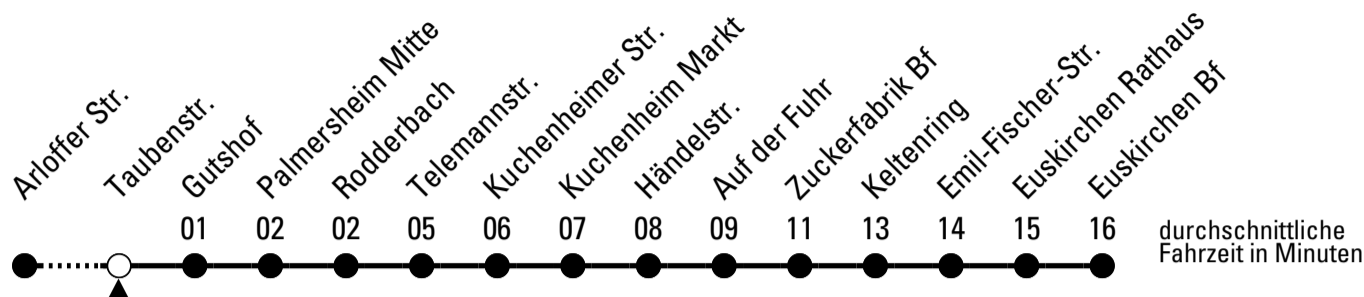 Arloffer Str.
Taubenstr.
Gutshof
Palmersheim Mitte
Rodderbach
Telemannstr.
Kuchenheimer Str.
Kuchenheim Markt
Händelstr.
Auf der Fuhr
Zuckerfabrik Bf
Keltenring
Emil-Fischer-Str.
Euskirchen Rathaus
Euskirchen Bf
01 02 02 05 06 07 08 09 11 13 14 15 16
durchschnittliche
Fahrzeit in Minuten